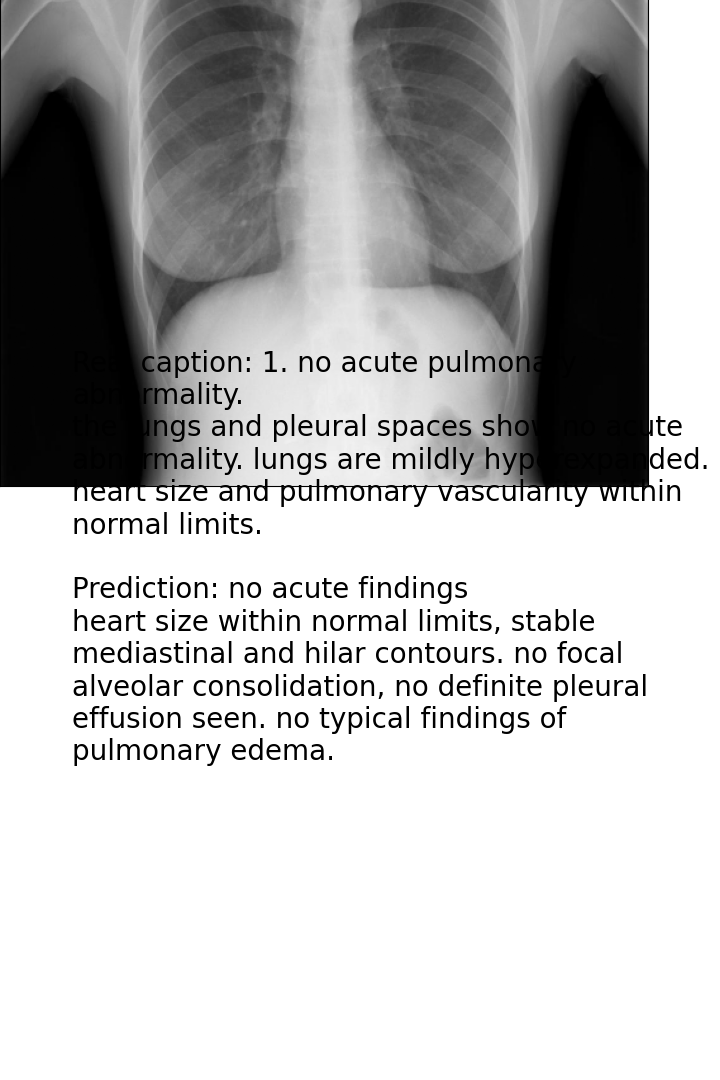 Real caption: 1. no acute pulmonary
abnormality.
the lungs and pleural spaces show no acute
abnormality. lungs are mildly hyperexpanded.
heart size and pulmonary vascularity within
normal limits.
Prediction: no acute findings
heart size within normal limits, stable
mediastinal and hilar contours. no focal
alveolar consolidation, no definite pleural
effusion seen. no typical findings of
pulmonary edema.